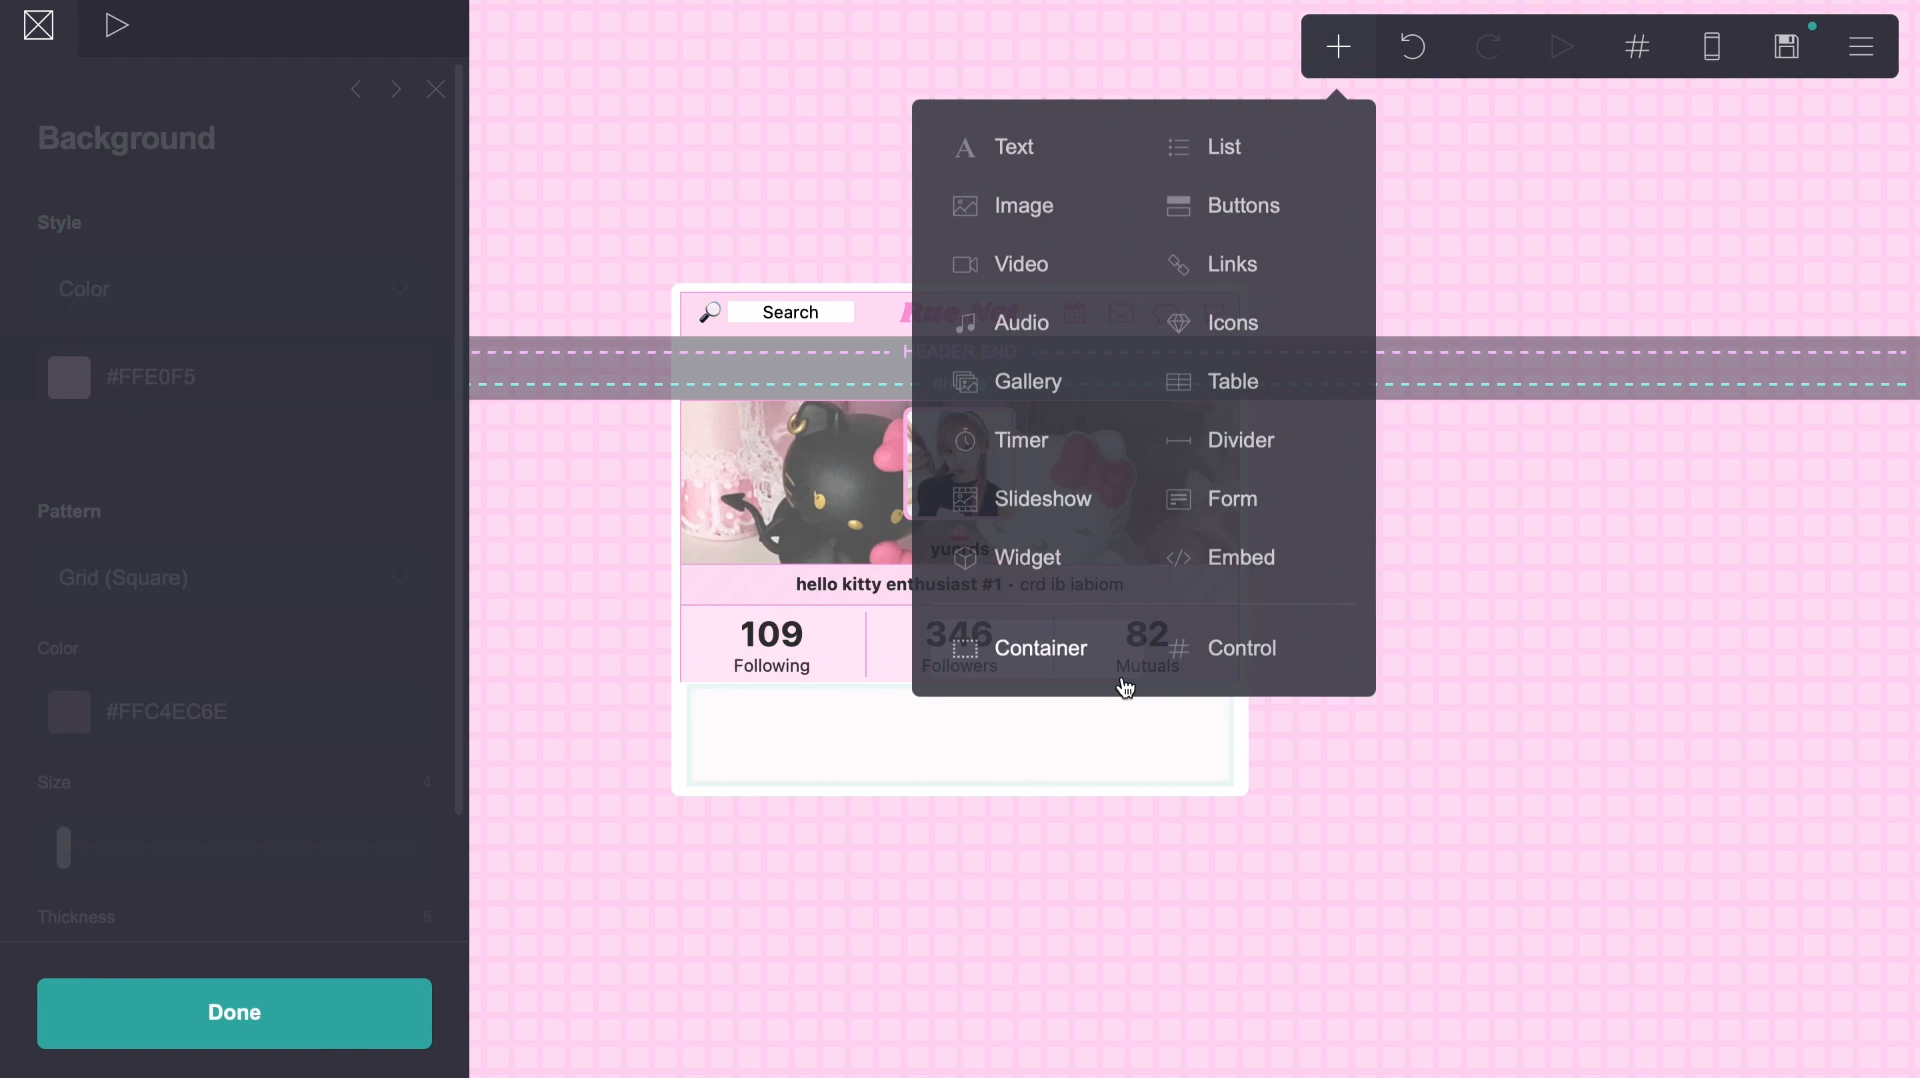 Background
Style
Color
#FFE0F5
Pattern
Grid (Square)
Color
#FFC4EC6E
Size 4
Thickness 5
Done
Text
List
Image
Buttons
Video
Links
Audio
Icons
Gallery
Table
Timer
Divider
Slideshow
Form
Widget
Embed
Container
# Control
Search
HEADER END
hello kitty enthusiast #1 · crd ib iabiom
109
Following
346
Followers
82
Mutuals